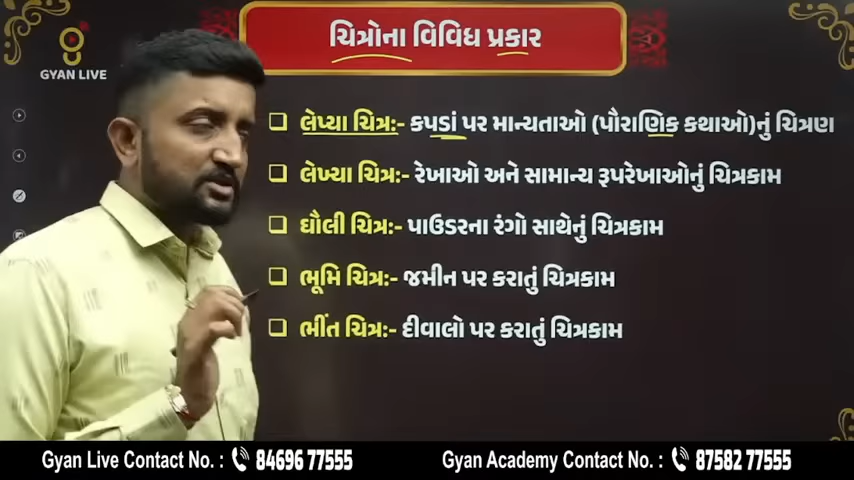 ચિત્રોના વિવિધ પ્રકાર
GYAN LIVE
લેપ્યા ચિત્ર:- કપડાં પર માન્યતાઓ (પૌરાણિક કથાઓ)નું ચિત્રણ
લેખ્યા ચિત્ર:- રેખાઓ અને સામાન્ય રૂપરેખાઓનું ચિત્રકામ
ઘૌલી ચિત્ર:- પાઉડરના રંગો સાથેનું ચિત્રકામ
ભૂમિ ચિત્ર:- જમીન પર કરાતું ચિત્રકામ
ભીંત ચિત્ર:- દીવાલો પર કરાતું ચિત્રકામ
Gyan Live Contact No. : 84696 77555 Gyan Academy Contact No. : 87582 77555